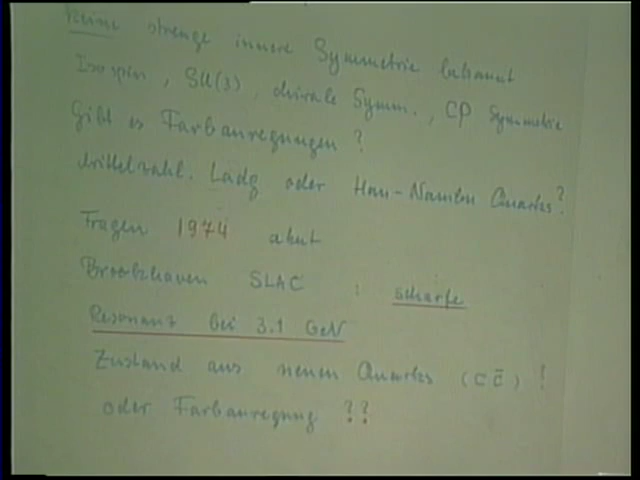 keine strenge innere Symmetrie bekannt
Isospin, SU(3), chirale Symm., CP Symmetrie
Gibt es Farbanregungen?
drittelzahl. Ladg oder Han-Nambu Quarks?
Fragen 1974 akut
Brookhaven SLAC : scharfe
Resonanz bei 3.1 GeV
Zustand aus neuen Quarks (c c̄) !
oder Farbanregung ??